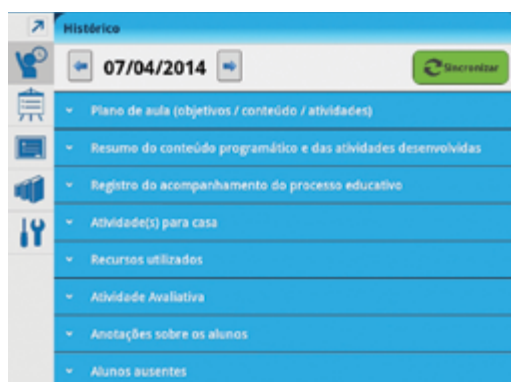 Histórico
07/04/2014
Sincronizar
Plano de aula (objetivos / conteúdo / atividades)
Resumo do conteúdo programático e das atividades desenvolvidas
Registro do acompanhamento do processo educativo
Atividade(s) para casa
Recursos utilizados
Atividade Avaliativa
Anotações sobre os alunos
Alunos ausentes